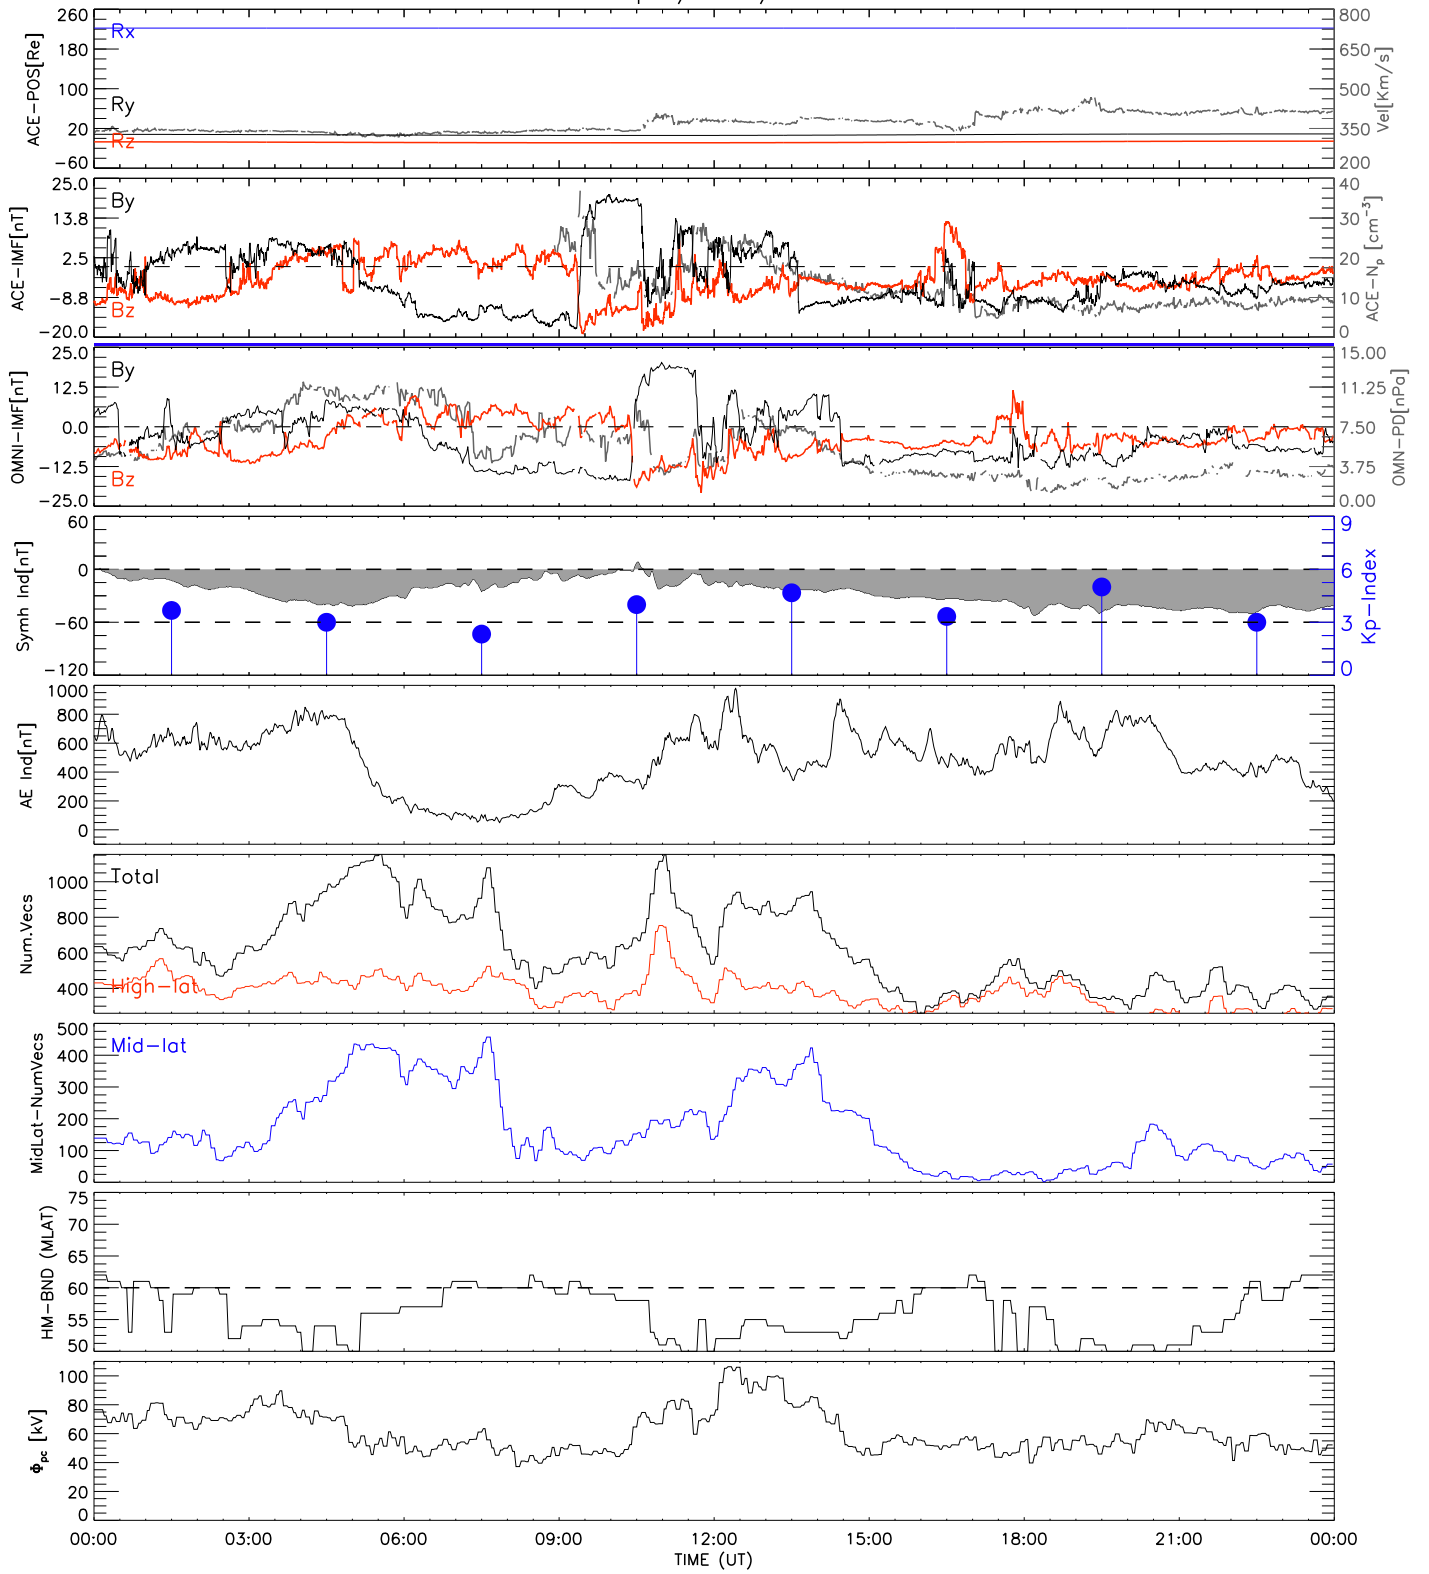 260
180
100
20
−60
ACE−POS[Re]
Rx
Ry
Rz
800
650
500
350
200
Vel[Km/s]
25.0
13.8
2.5
−8.8
−20.0
ACE−IMF[nT]
By
Bz
40
30
20
10
0
ACE−Np [cm−3]
25.0
12.5
0.0
−12.5
−25.0
OMNI−IMF[nT]
By
Bz
15.00
11.25
7.50
3.75
0.00
OMN−PD[nPa]
60
0
−60
−120
Symh Ind[nT]
9
6
3
0
Kp−Index
1000
800
600
400
200
0
AE Ind[nT]
1000
800
600
400
Num.Vecs
Total
High−lat
500
400
300
200
100
0
MidLat−NumVecs
Mid−lat
75
70
65
60
55
50
HM−BND (MLAT)
100
80
60
40
20
0
Φpc [kV]
00:00 03:00 06:00 09:00 12:00 15:00 18:00 21:00 00:00
TIME (UT)